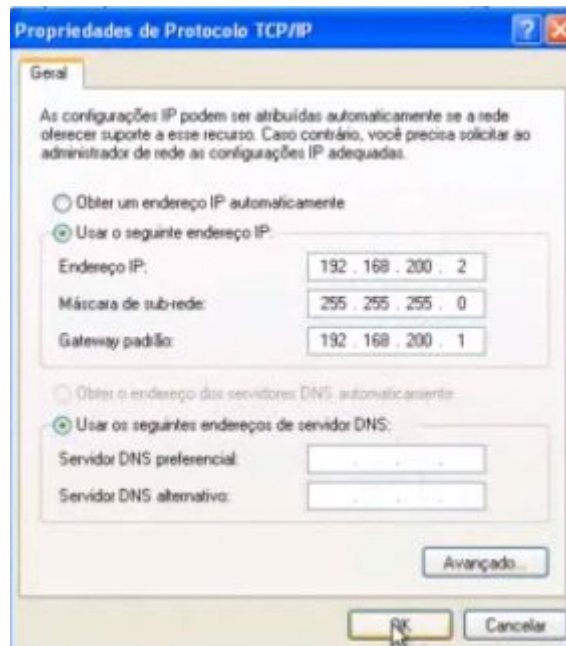 Propriedades de Protocolo TCP/IP
Geral
As configurações IP podem ser atribuídas automaticamente se a rede
oferecer suporte a esse recurso. Caso contrário, você precisa solicitar ao
administrador de rede as configurações IP adequadas.
Obter um endereço IP automaticamente
Usar o seguinte endereço IP:
Endereço IP: 192 . 168 . 200 . 2
Máscara de sub-rede: 255 . 255 . 255 . 0
Gateway padrão: 192 . 168 . 200 . 1
Obter o endereço dos servidores DNS automaticamente
Usar os seguintes endereços de servidor DNS:
Servidor DNS preferencial:
Servidor DNS alternativo:
Avançado...
OK Cancelar